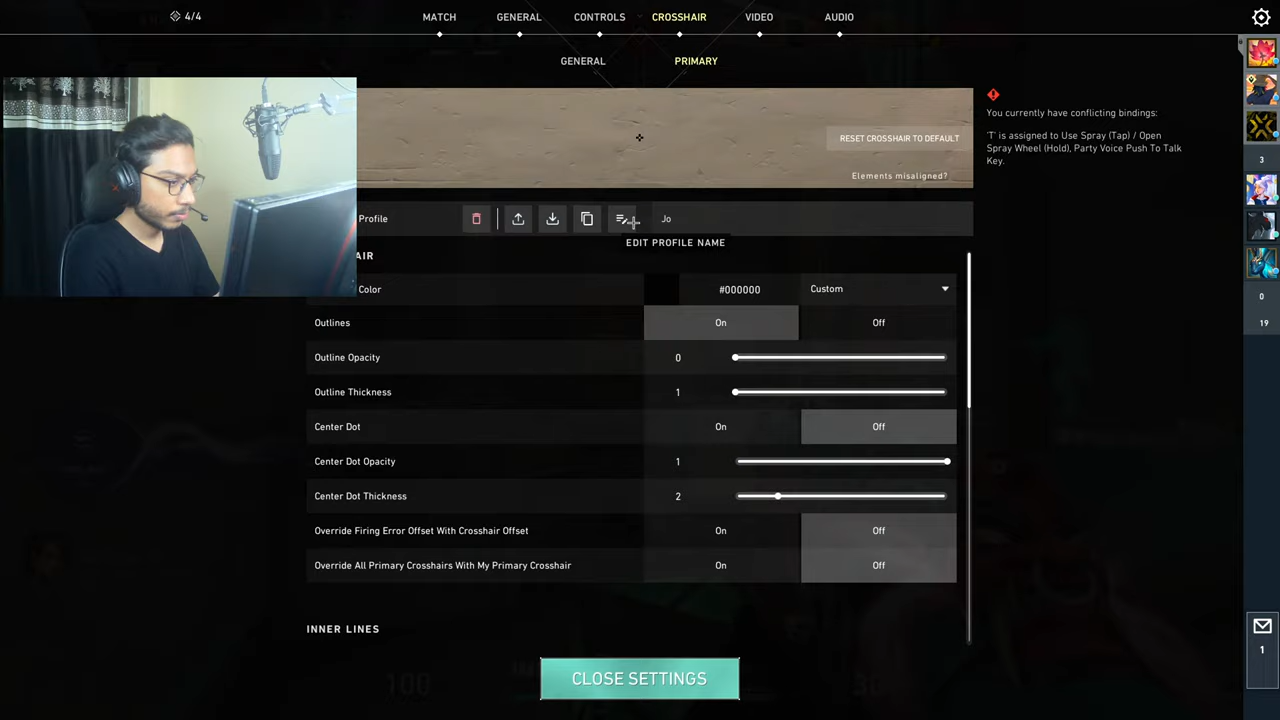 4/4
MATCH GENERAL CONTROLS CROSSHAIR VIDEO AUDIO
GENERAL PRIMARY
RESET CROSSHAIR TO DEFAULT
Elements misaligned?
You currently have conflicting bindings:
'T' is assigned to Use Spray (Tap) / Open
Spray Wheel (Hold), Party Voice Push To Talk
Key.
Profile Jo
EDIT PROFILE NAME
AIR
Color #000000 Custom
Outlines On Off
Outline Opacity 0
Outline Thickness 1
Center Dot On Off
Center Dot Opacity 1
Center Dot Thickness 2
Override Firing Error Offset With Crosshair Offset On Off
Override All Primary Crosshairs With My Primary Crosshair On Off
INNER LINES
CLOSE SETTINGS
100
30
3
0
19
1